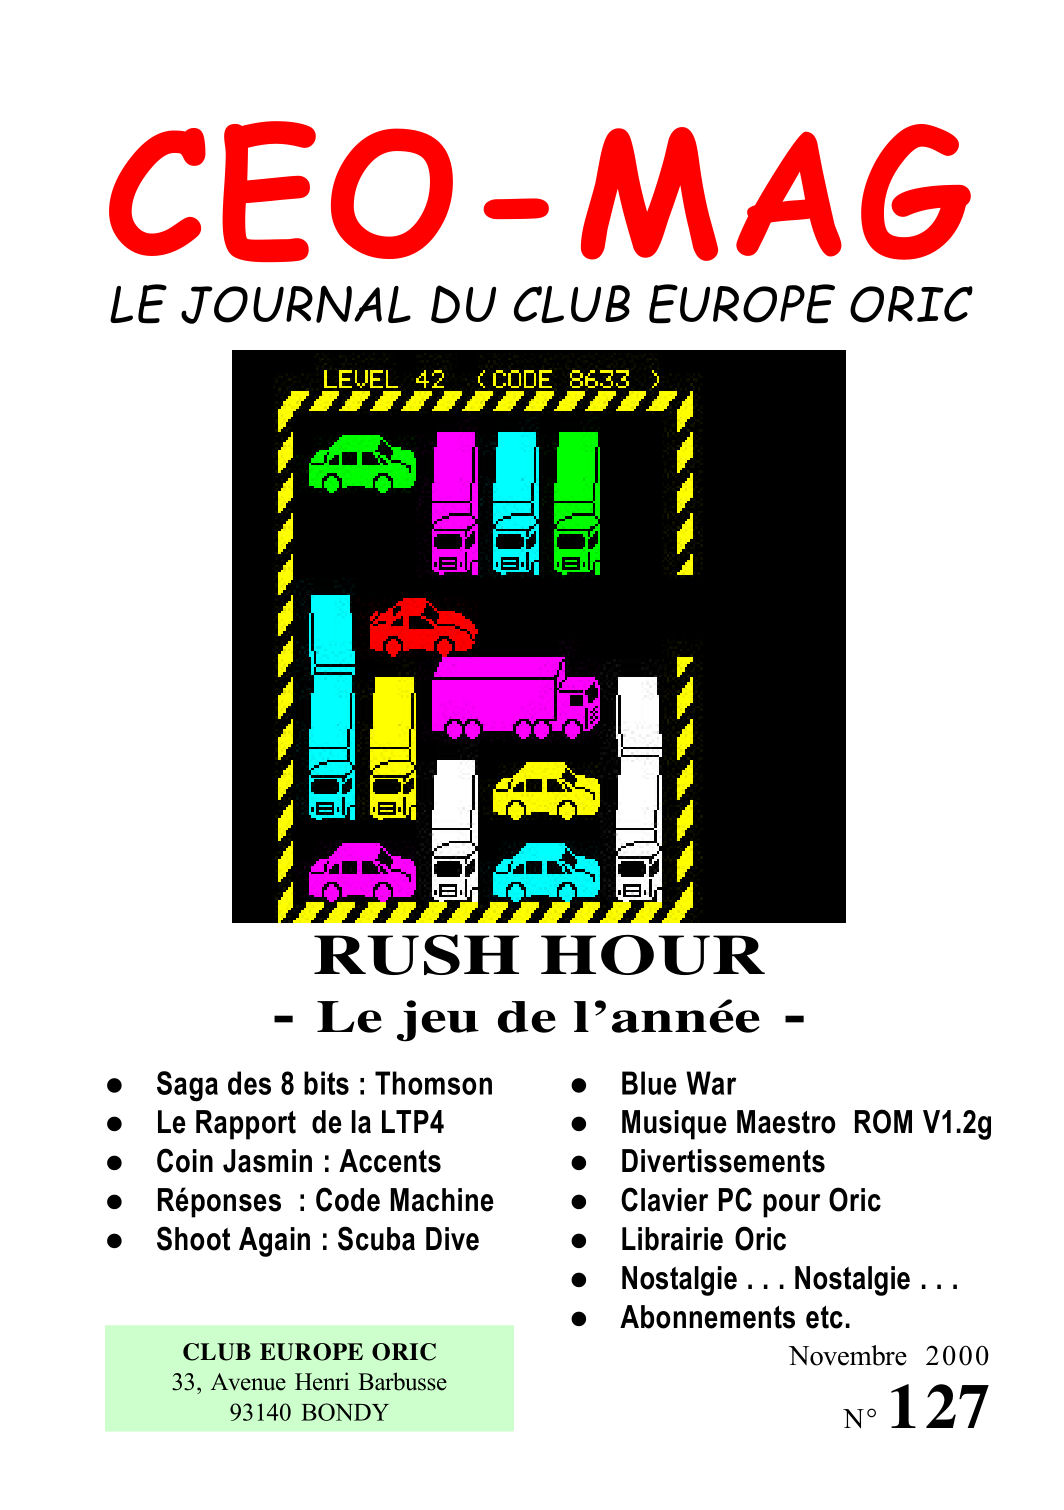 CEO-MAG
LE JOURNAL DU CLUB EUROPE ORIC
LEVEL 42 (CODE 8633 )
RUSH HOUR
- Le jeu de l’année -
● Saga des 8 bits : Thomson
● Le Rapport de la LTP4
● Coin Jasmin : Accents
● Réponses : Code Machine
● Shoot Again : Scuba Dive
● Blue War
● Musique Maestro ROM V1.2g
● Divertissements
● Clavier PC pour Oric
● Librairie Oric
● Nostalgie . . . Nostalgie . . .
● Abonnements etc.
CLUB EUROPE ORIC
33, Avenue Henri Barbusse
93140 BONDY
Novembre 2000
N° 127